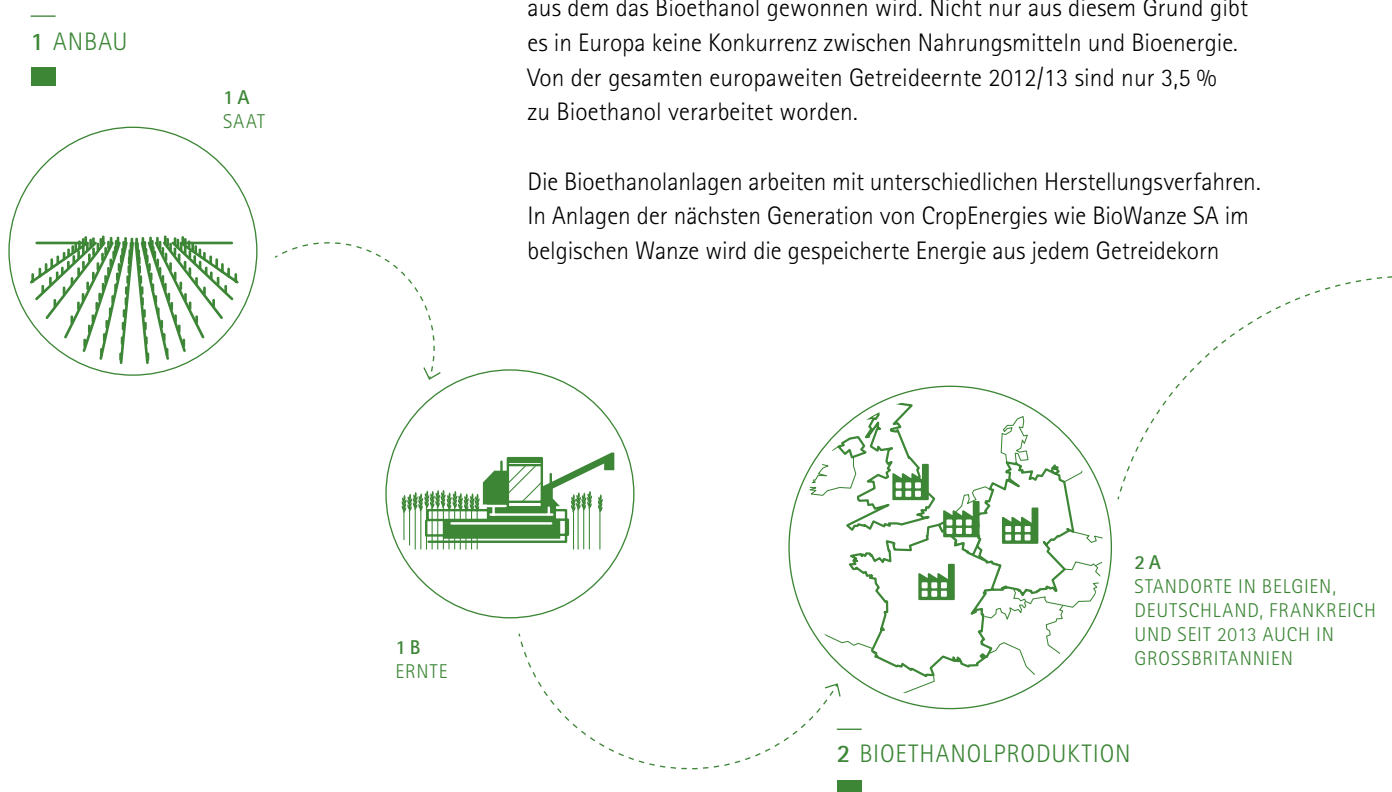 aus dem das Bioethanol gewonnen wird. Nicht nur aus diesem Grund gibt
es in Europa keine Konkurrenz zwischen Nahrungsmitteln und Bioenergie.
Von der gesamten europaweiten Getreideernte 2012/13 sind nur 3,5 %
zu Bioethanol verarbeitet worden.
Die Bioethanolanlagen arbeiten mit unterschiedlichen Herstellungsverfahren.
In Anlagen der nächsten Generation von CropEnergies wie BioWanze SA im
belgischen Wanze wird die gespeicherte Energie aus jedem Getreidekorn
1 ANBAU
1 A
SAAT
1 B
ERNTE
2 A
STANDORTE IN BELGIEN,
DEUTSCHLAND, FRANKREICH
UND SEIT 2013 AUCH IN
GROSSBRITANNIEN
2 BIOETHANOLPRODUKTION